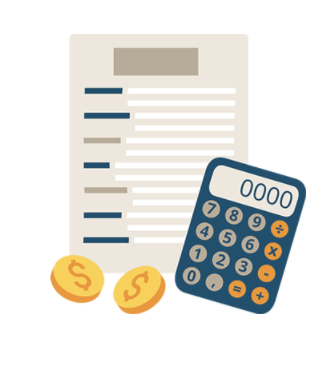 0000
7 8 9 ÷
4 5 6 x
1 2 3 -
0 , = +
$ $